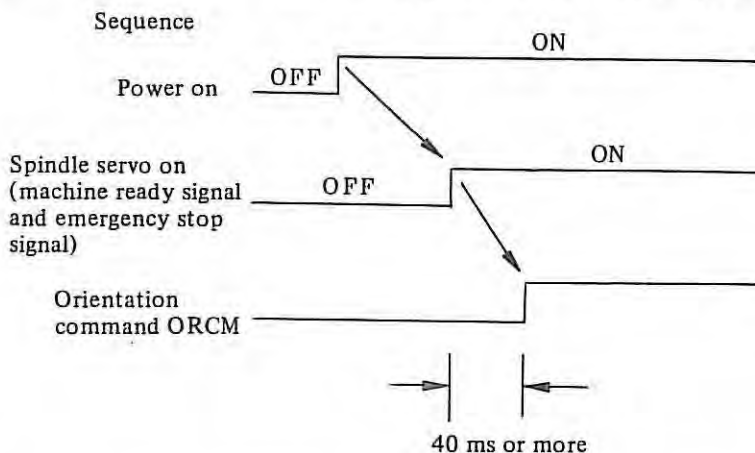 Sequence
ON
Power on
OFF
ON
Spindle servo on
(machine ready signal
and emergency stop
signal)
OFF
Orientation
command ORCM
40 ms or more